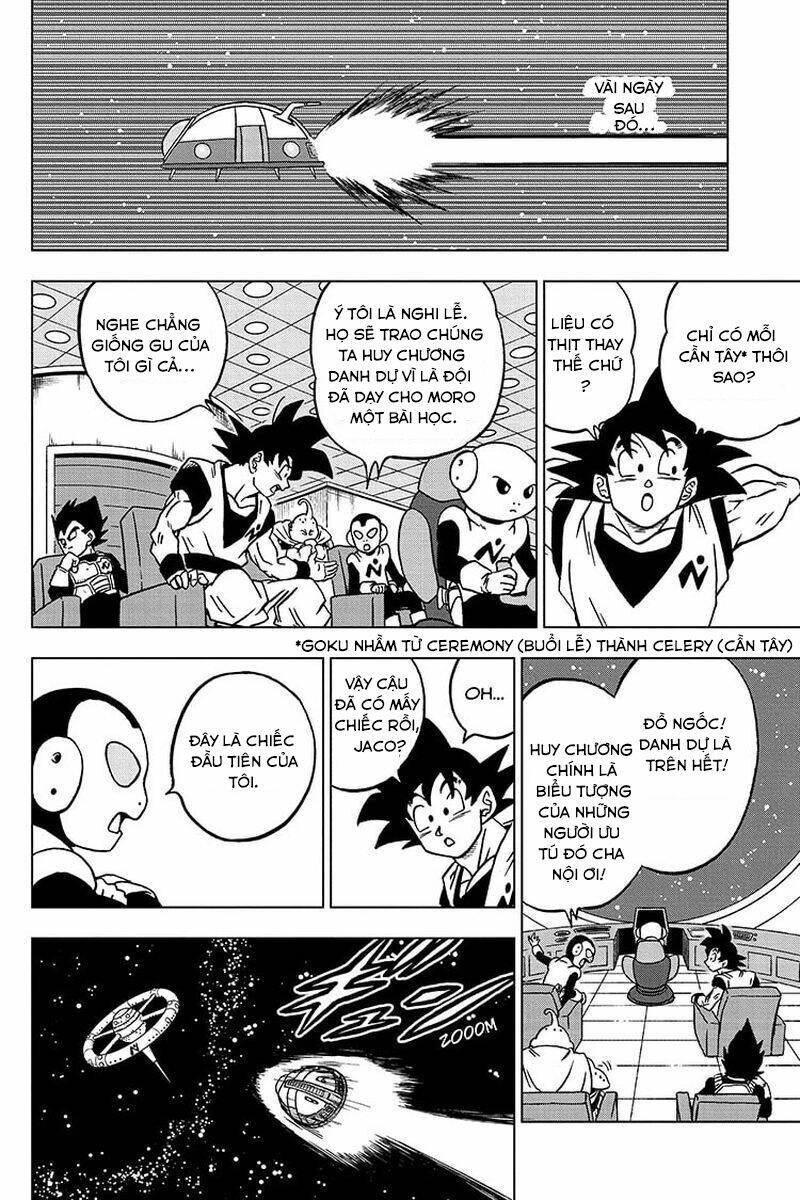 VÀI NGÀY
SAU
ĐÓ...
CHỈ CÓ MỖI
CẦN TÂY* THÔI
SAO?
LIỆU CÓ
THỊT THAY
THẾ CHỨ
?
Ý TÔI LÀ NGHI LỄ.
HỌ SẼ TRAO CHÚNG
TA HUY CHƯƠNG
DANH DỰ VÌ LÀ ĐỘI
ĐÃ DẠY CHO MORO
MỘT BÀI HỌC.
NGHE CHẲNG
GIỐNG GU CỦA
TÔI GÌ CẢ...
*GOKU NHẦM TỪ CEREMONY (BUỔI LỄ) THÀNH CELERY (CẦN TÂY)
ĐỒ NGỐC!
DANH DỰ LÀ
TRÊN HẾT!
HUY CHƯƠNG
CHÍNH LÀ
BIỂU TƯỢNG
CỦA NHỮNG
NGƯỜI ƯU
TÚ ĐÓ CHA
NỘI ƠI!
OH...
VẬY CẬU
ĐÃ CÓ MẤY
CHIẾC RỒI,
JACO?
ĐÂY LÀ CHIẾC
ĐẦU TIÊN CỦA
TÔI.
ギュン
ZOOOM